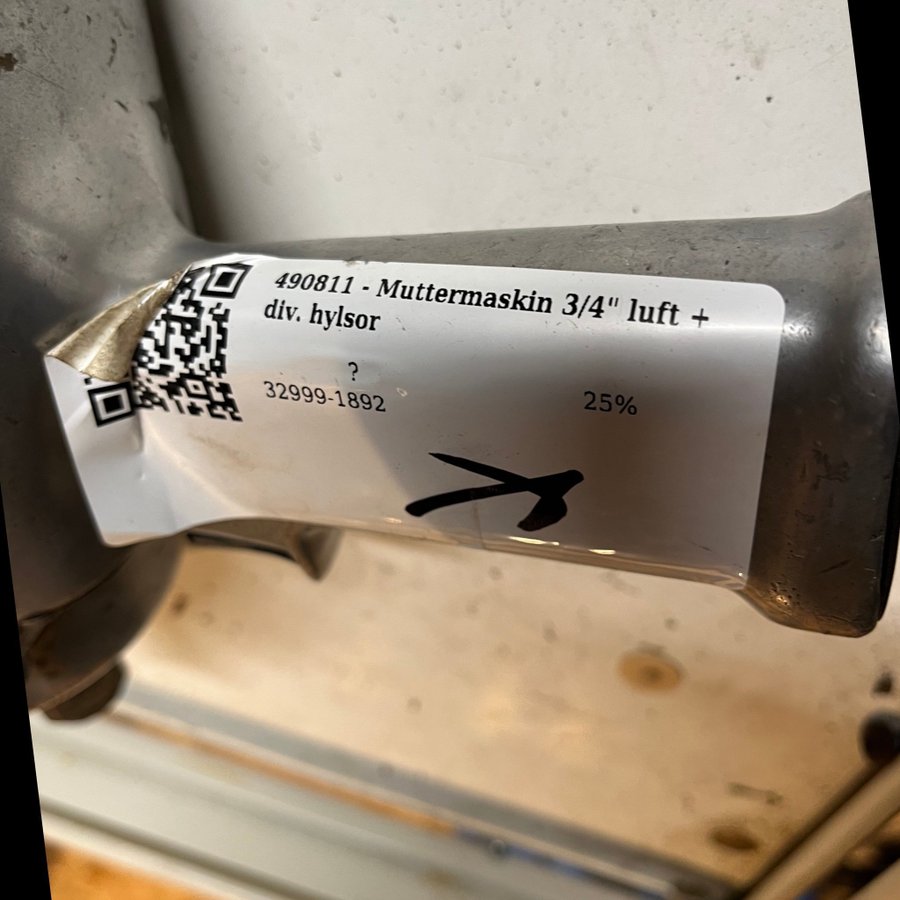 490811 - Muttermaskin 3/4" luft +
div. hylsor
?
32999-1892 25%